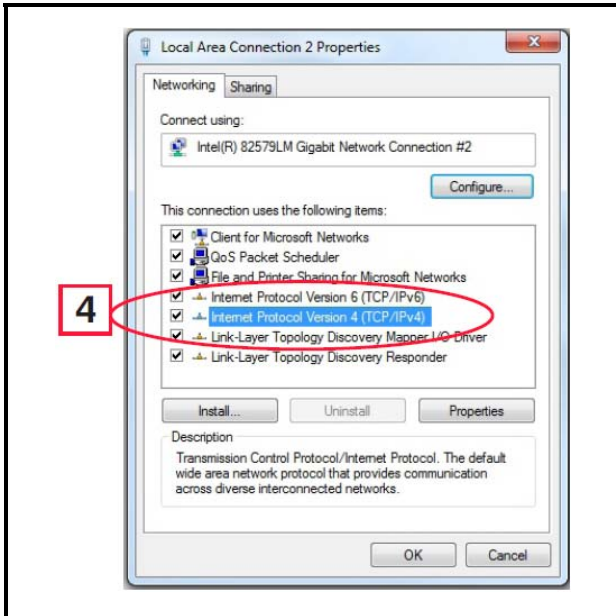 Local Area Connection 2 Properties
Networking Sharing
Connect using:
Intel(R) 82579LM Gigabit Network Connection #2
Configure...
This connection uses the following items:
Client for Microsoft Networks
QoS Packet Scheduler
File and Printer Sharing for Microsoft Networks
Internet Protocol Version 6 (TCP/IPv6)
4
Internet Protocol Version 4 (TCP/IPv4)
Link-Layer Topology Discovery Mapper I/O Driver
Link-Layer Topology Discovery Responder
Install... Uninstall Properties
Description
Transmission Control Protocol/Internet Protocol. The default
wide area network protocol that provides communication
across diverse interconnected networks.
OK Cancel